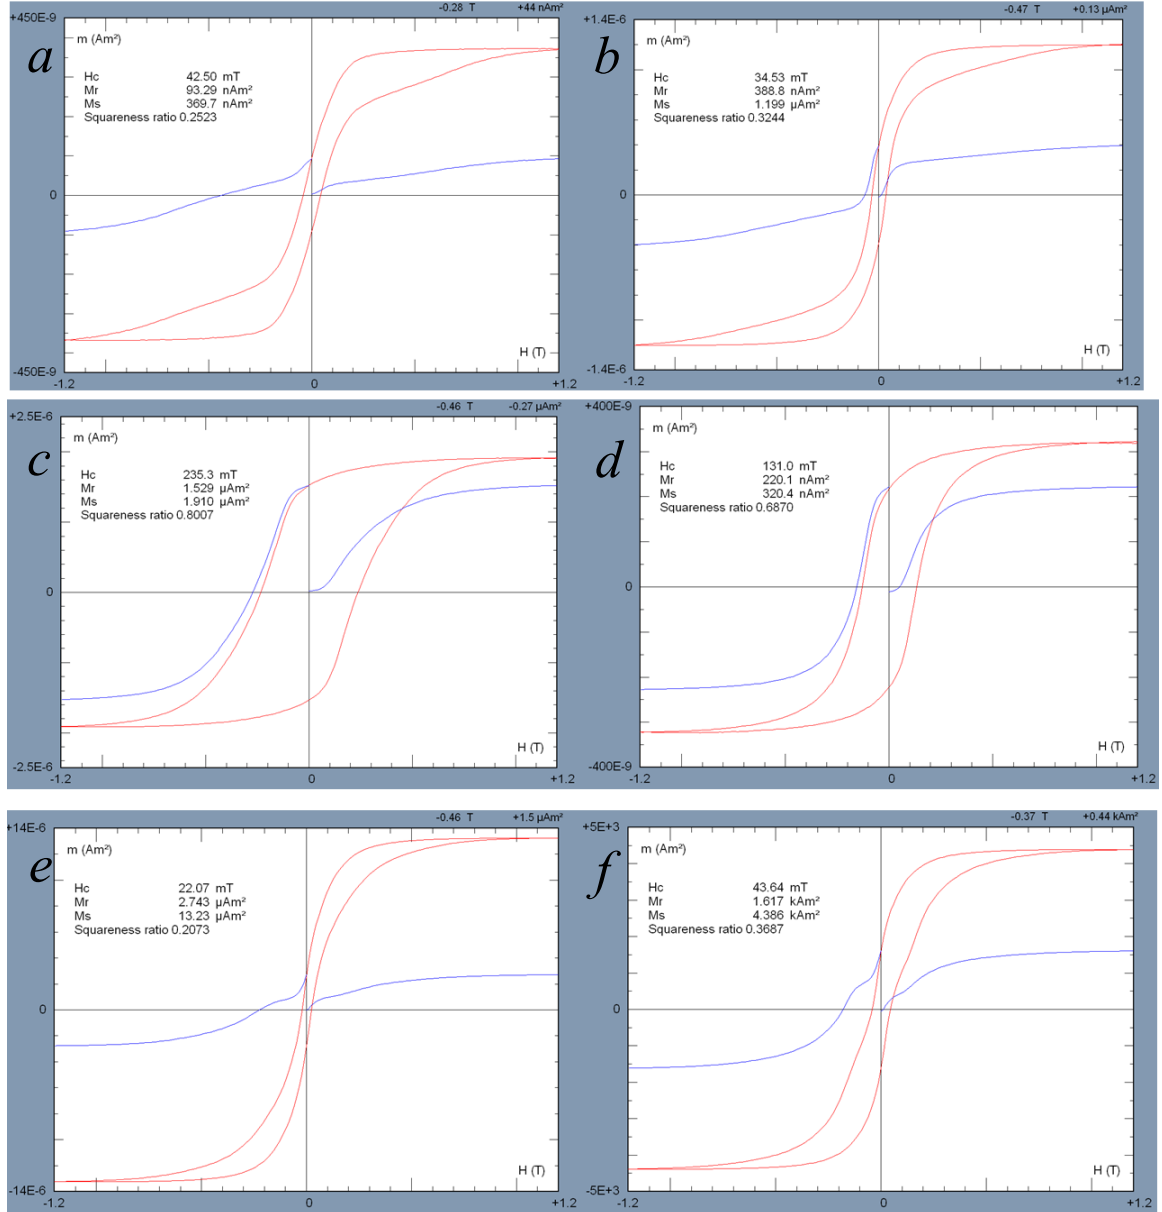 -0.28 T +44 nAm²
+450E-9
a
m (Am²)
Hc 42.50 mT
Mr 93.29 nAm²
Ms 369.7 nAm²
Squareness ratio 0.2523
0
H (T)
-450E-9
-1.2 0 +1.2
-0.47 T +0.13 µAm²
+1.4E-6
b
m (Am²)
Hc 34.53 mT
Mr 388.8 nAm²
Ms 1.199 µAm²
Squareness ratio 0.3244
0
H (T)
-1.4E-6
-1.2 0 +1.2
-0.46 T -0.27 µAm²
+2.5E-6
c
m (Am²)
Hc 235.3 mT
Mr 1.529 µAm²
Ms 1.910 µAm²
Squareness ratio 0.8007
0
H (T)
-2.5E-6
-1.2 0 +1.2
+400E-9
d
m (Am²)
Hc 131.0 mT
Mr 220.1 nAm²
Ms 320.4 nAm²
Squareness ratio 0.6870
0
H (T)
-400E-9
-1.2 0 +1.2
-0.46 T +1.5 µAm²
+14E-6
e
m (Am²)
Hc 22.07 mT
Mr 2.743 µAm²
Ms 13.23 µAm²
Squareness ratio 0.2073
0
H (T)
-14E-6
-1.2 0 +1.2
-0.37 T +0.44 kAm²
+5E+3
f
m (Am²)
Hc 43.64 mT
Mr 1.617 kAm²
Ms 4.386 kAm²
Squareness ratio 0.3687
0
H (T)
-5E+3
-1.2 0 +1.2